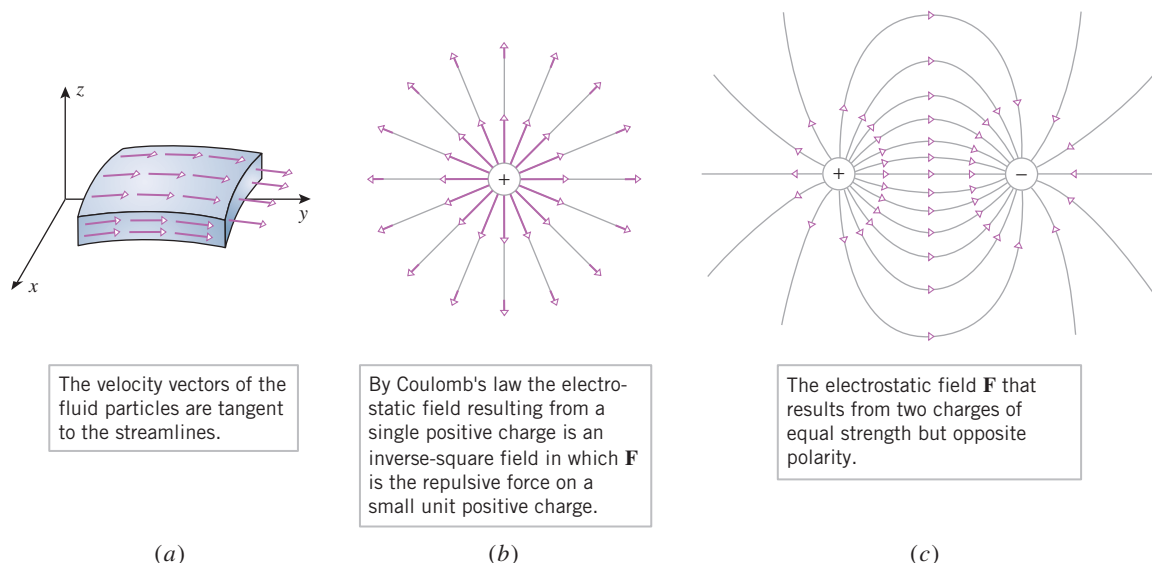 z
y
x
The velocity vectors of the
fluid particles are tangent
to the streamlines.
(a)
+
By Coulomb's law the electro-
static field resulting from a
single positive charge is an
inverse-square field in which F
is the repulsive force on a
small unit positive charge.
(b)
+ −
The electrostatic field F that
results from two charges of
equal strength but opposite
polarity.
(c)